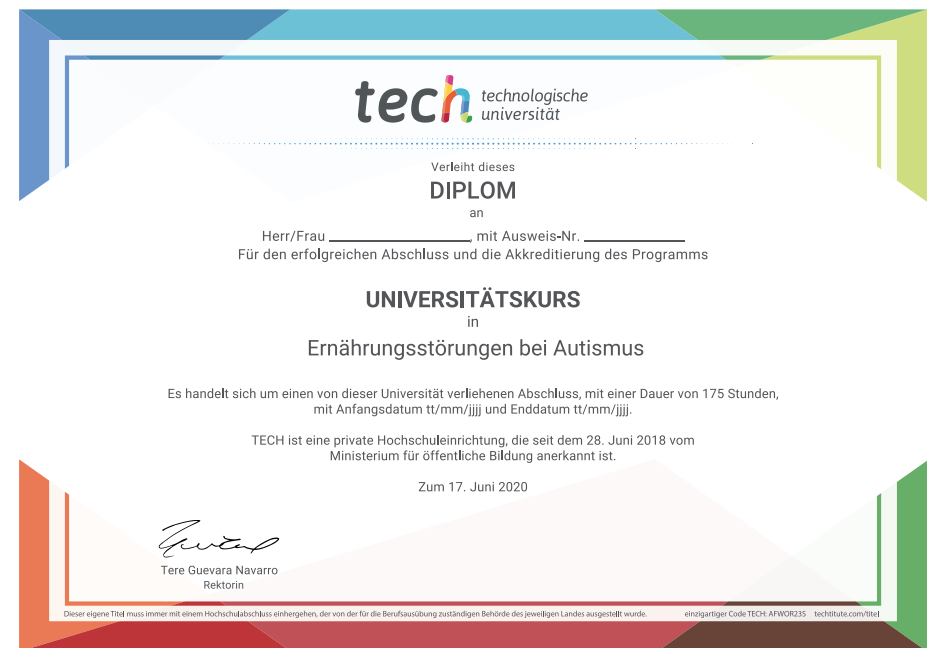 tech technologische
universität
Verleiht dieses
DIPLOM
an
Herr/Frau ____________, mit Ausweis-Nr. ____________
Für den erfolgreichen Abschluss und die Akkreditierung des Programms
UNIVERSITÄTSKURS
in
Ernährungsstörungen bei Autismus
Es handelt sich um einen von dieser Universität verliehenen Abschluss, mit einer Dauer von 175 Stunden,
mit Anfangsdatum tt/mm/jjjj und Enddatum tt/mm/jjjj.
TECH ist eine private Hochschuleinrichtung, die seit dem 28. Juni 2018 vom
Ministerium für öffentliche Bildung anerkannt ist.
Zum 17. Juni 2020
Tere Guevara Navarro
Rektorin
Dieser eigene Titel muss immer mit einem Hochschulabschluss einhergehen, der von der für die Berufsausübung zuständigen Behörde des jeweiligen Landes ausgestellt wurde. einzigartiger Code TECH: AFWOR23S techtitute.com/titel